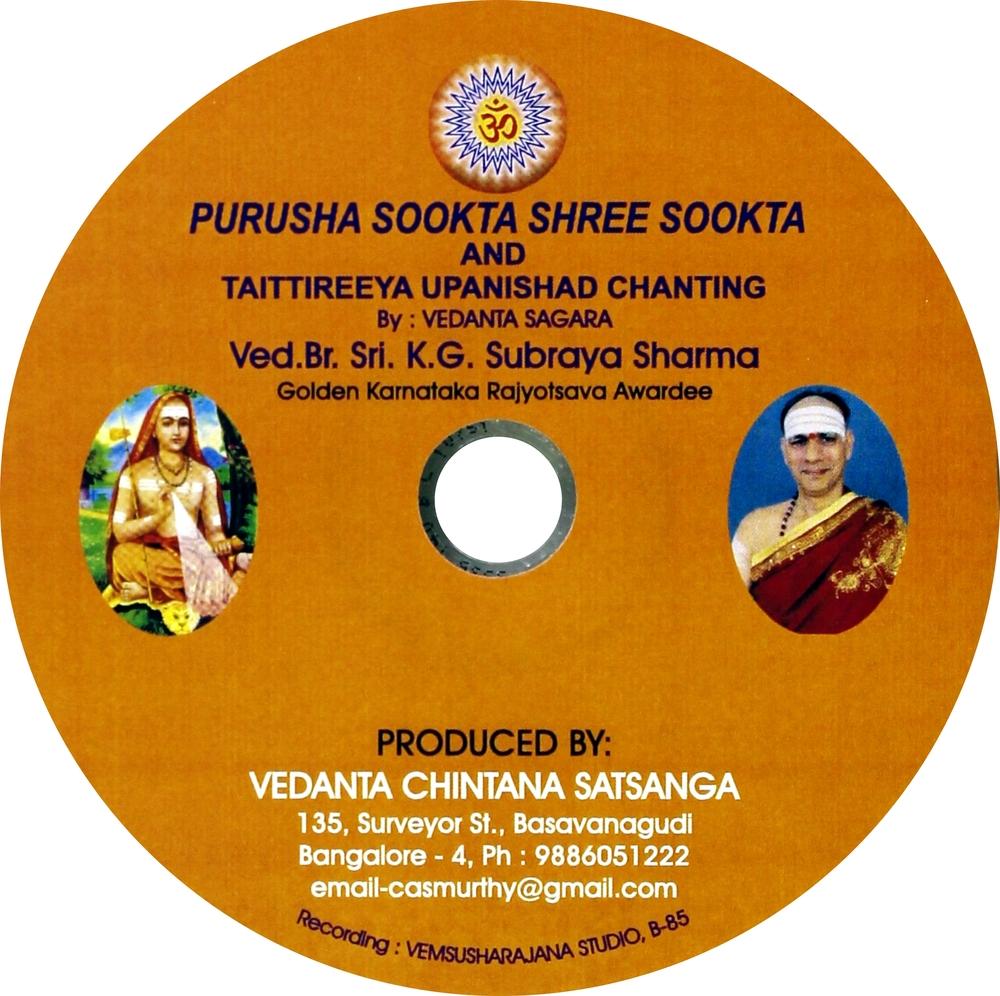 ॐ
PURUSHA SOOKTA SHREE SOOKTA
AND
TAITTIREEYA UPANISHAD CHANTING
By : VEDANTA SAGARA
Ved.Br. Sri. K.G. Subraya Sharma
Golden Karnataka Rajyotsava Awardee
PRODUCED BY:
VEDANTA CHINTANA SATSANGA
135, Surveyor St., Basavanagudi
Bangalore - 4, Ph : 9886051222
email-casmurthy@gmail.com
Recording : VEMSUSHARAJANA STUDIO, B-85